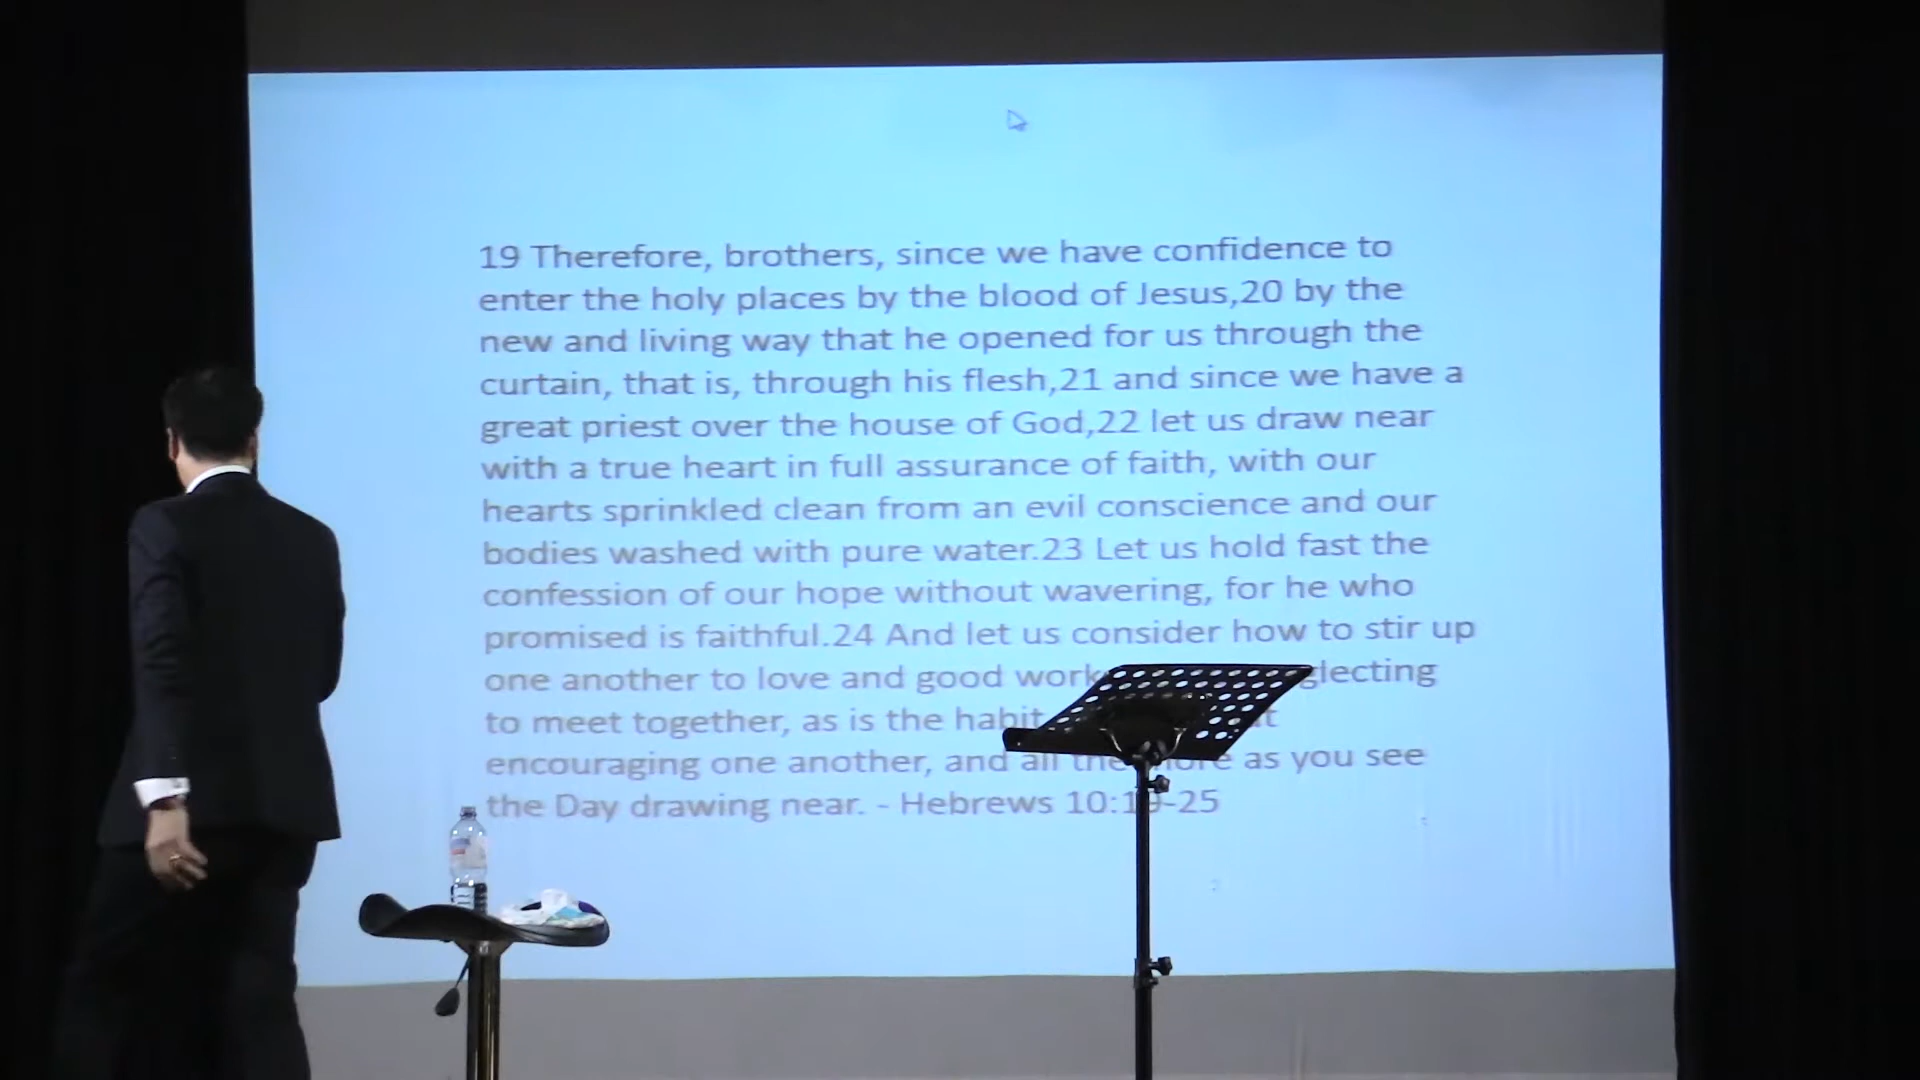 19 Therefore, brothers, since we have confidence to
enter the holy places by the blood of Jesus,20 by the
new and living way that he opened for us through the
curtain, that is, through his flesh,21 and since we have a
great priest over the house of God,22 let us draw near
with a true heart in full assurance of faith, with our
hearts sprinkled clean from an evil conscience and our
bodies washed with pure water.23 Let us hold fast the
confession of our hope without wavering, for he who
promised is faithful.24 And let us consider how to stir up
one another to love and good
to meet together, as is the habit
encouraging one another, and all the more as you see
the Day drawing near. - Hebrews 10:19-25